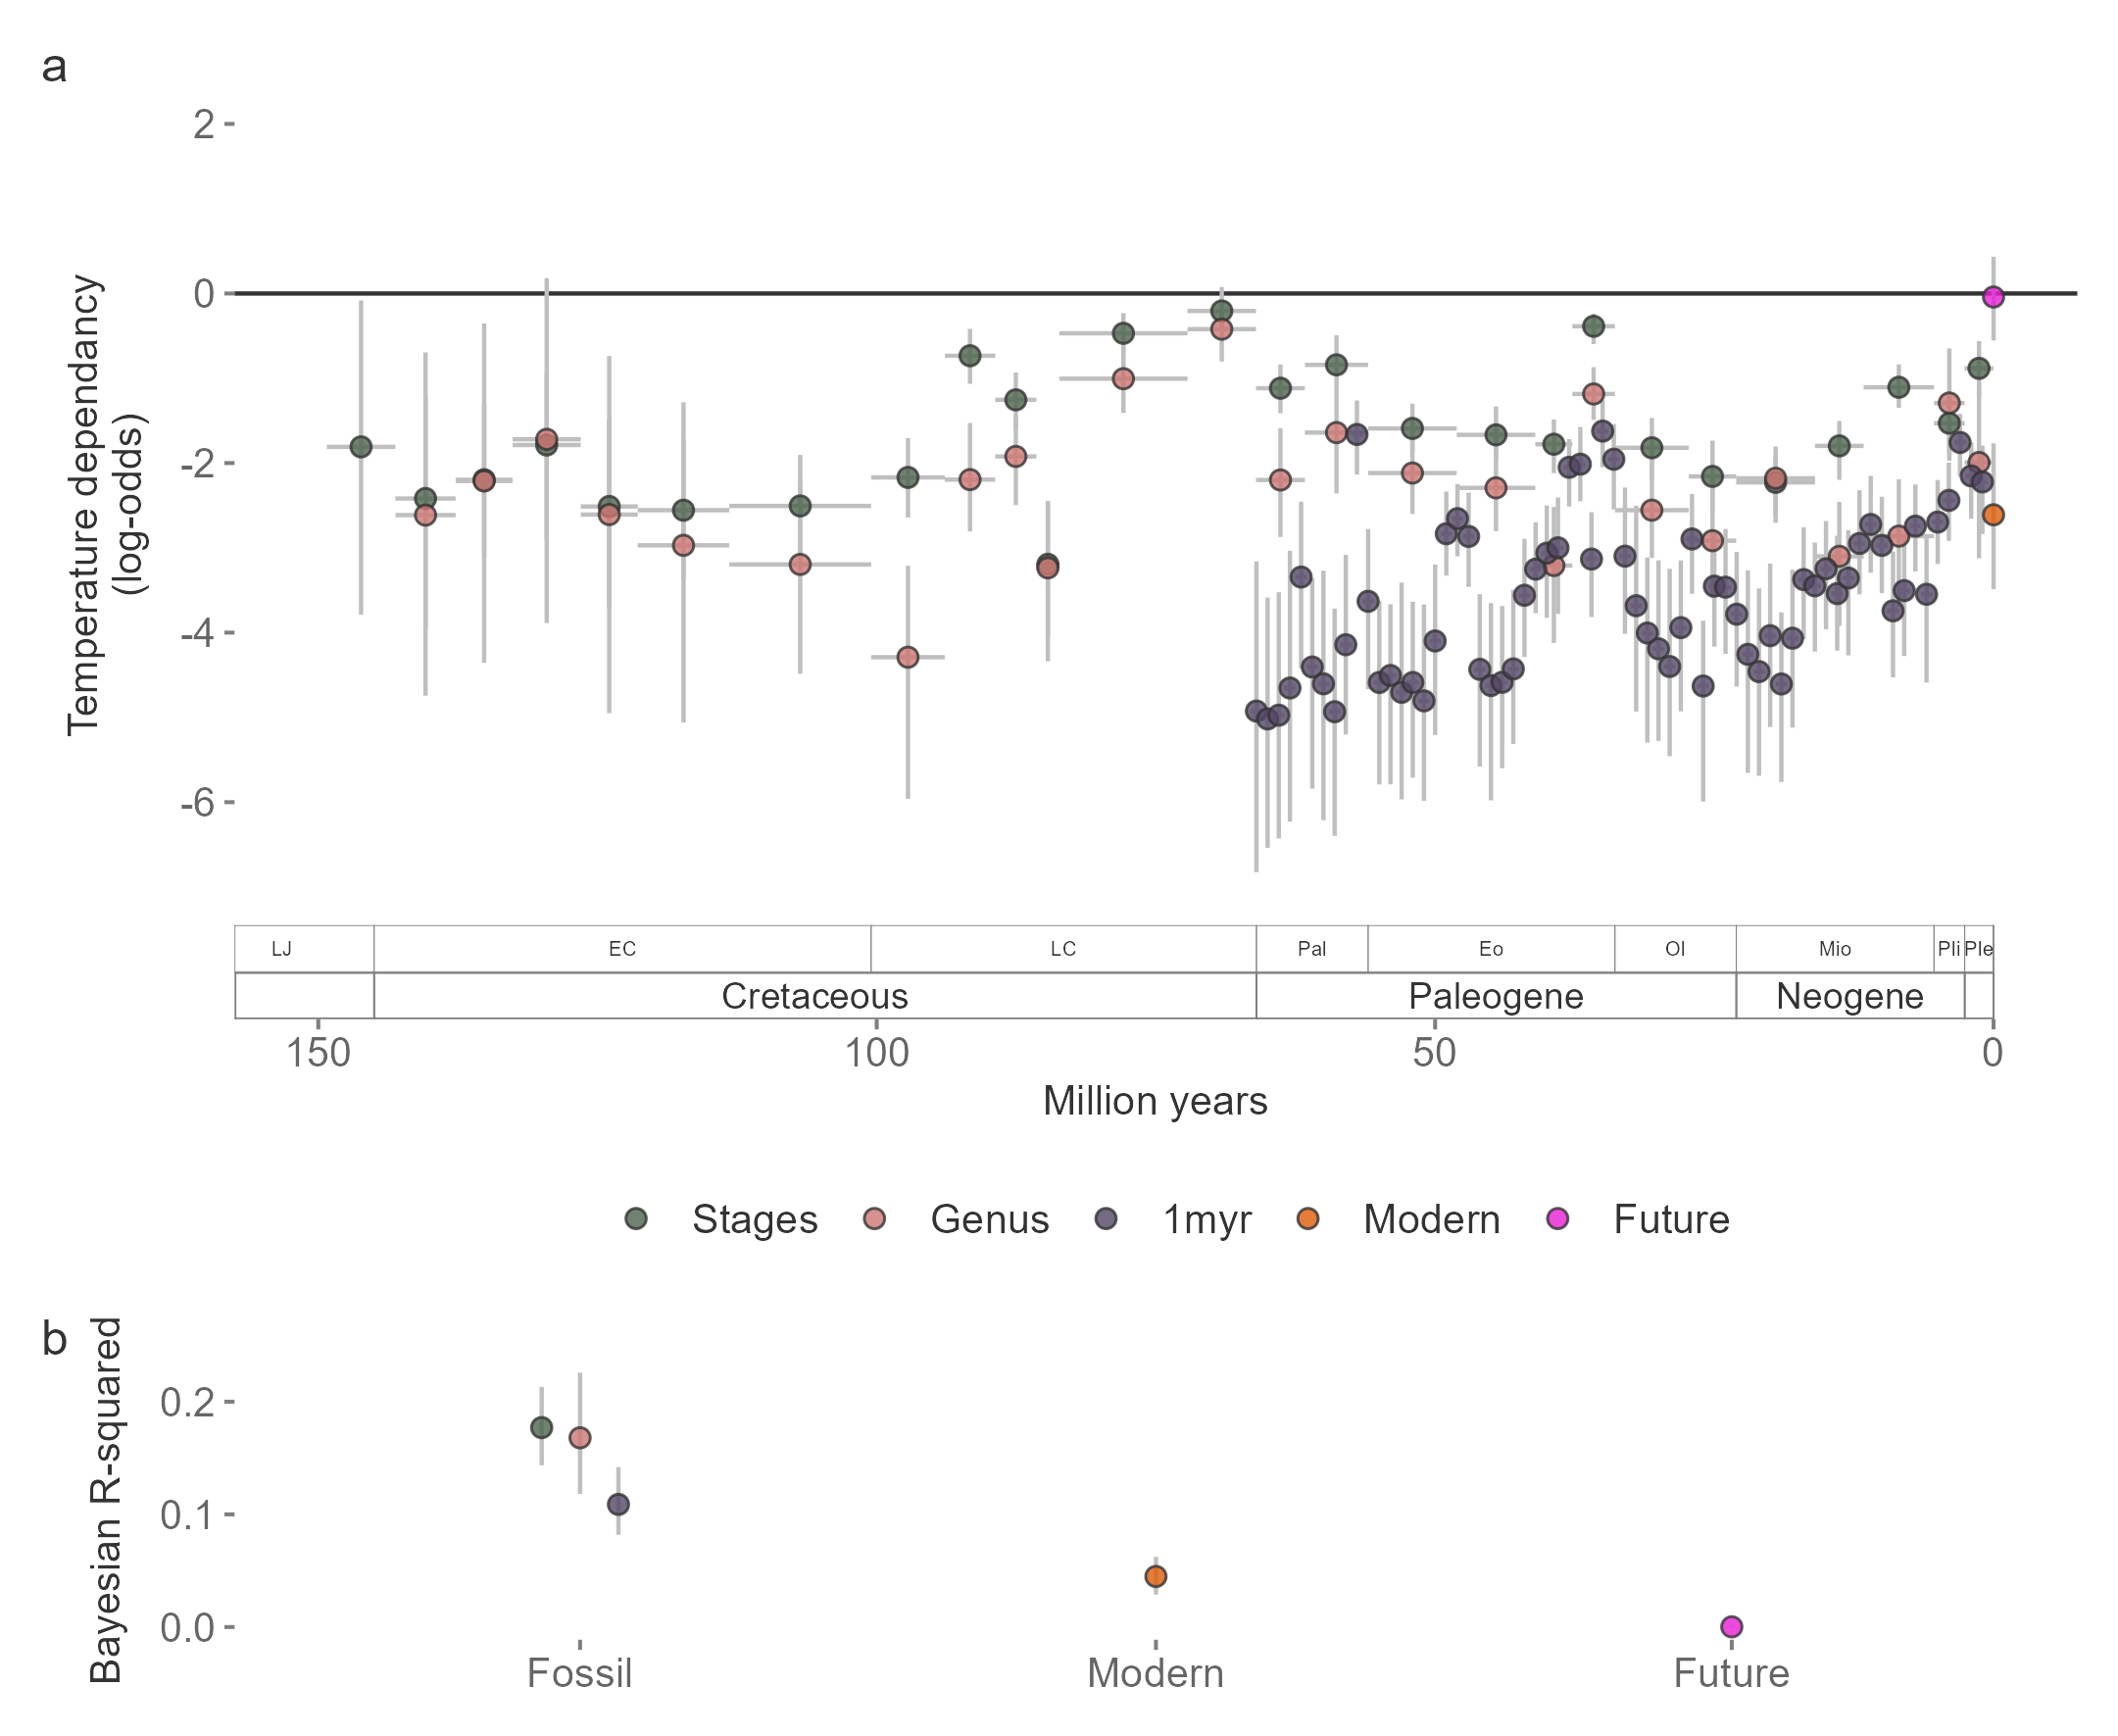 a
Temperature dependancy
(log-odds)
2
0
-2
-4
-6
LJ EC LC Pal Eo Ol Mio Pli Ple
Cretaceous Paleogene Neogene
150 100 50 0
Million years
Stages Genus 1myr Modern Future
b
Bayesian R-squared
0.2
0.1
0.0
Fossil Modern Future